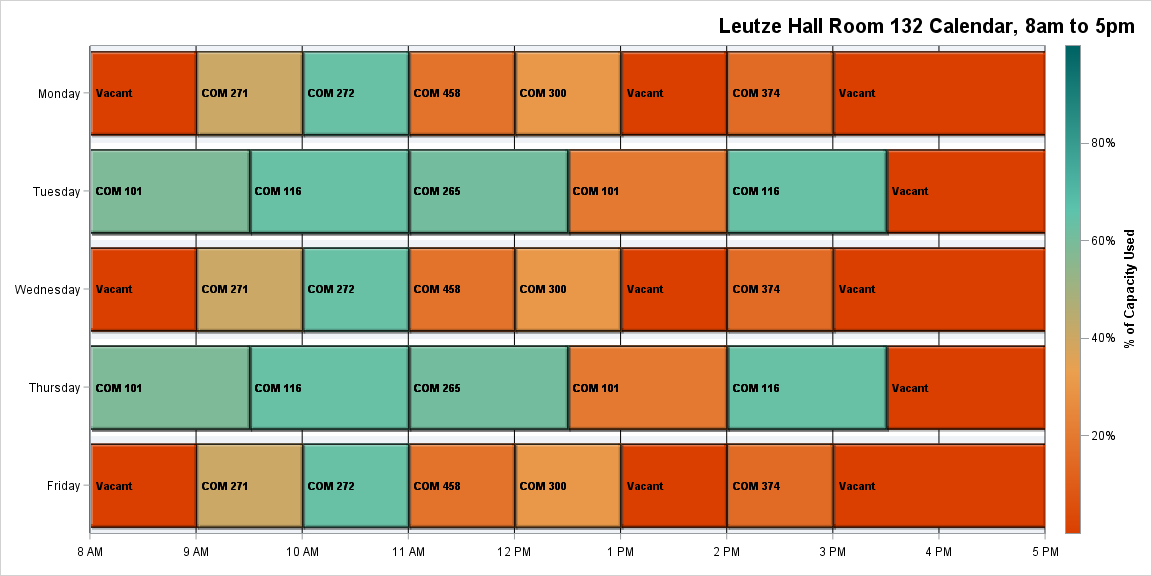 Leutze Hall Room 132 Calendar, 8am to 5pm
Monday
Vacant
COM 271
COM 272
COM 458
COM 300
Vacant
COM 374
Vacant
Tuesday
COM 101
COM 116
COM 265
COM 101
COM 116
Vacant
Wednesday
Vacant
COM 271
COM 272
COM 458
COM 300
Vacant
COM 374
Vacant
Thursday
COM 101
COM 116
COM 265
COM 101
COM 116
Vacant
Friday
Vacant
COM 271
COM 272
COM 458
COM 300
Vacant
COM 374
Vacant
8 AM
9 AM
10 AM
11 AM
12 PM
1 PM
2 PM
3 PM
4 PM
5 PM
80%
60%
40%
20%
% of Capacity Used